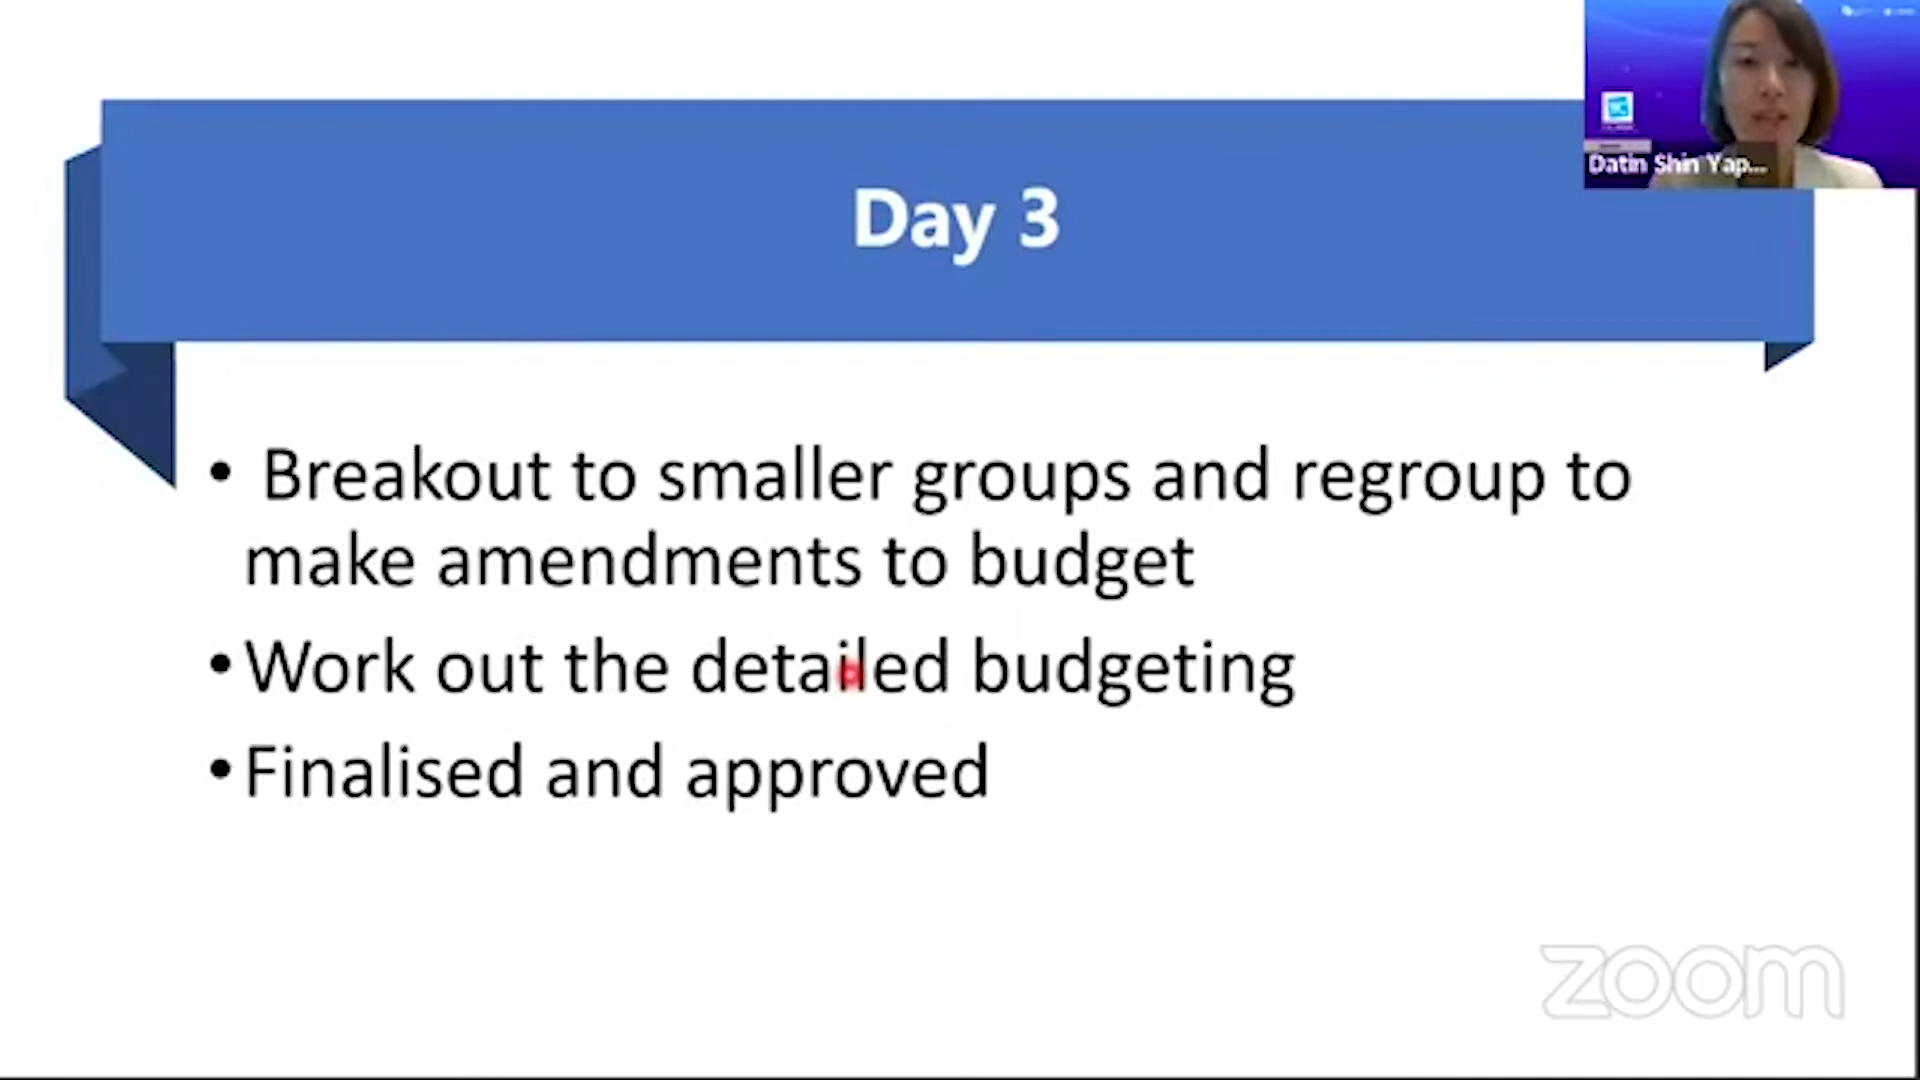 Datin Shin Yap...
Day 3
• Breakout to smaller groups and regroup to
make amendments to budget
• Work out the detailed budgeting
• Finalised and approved
zoom